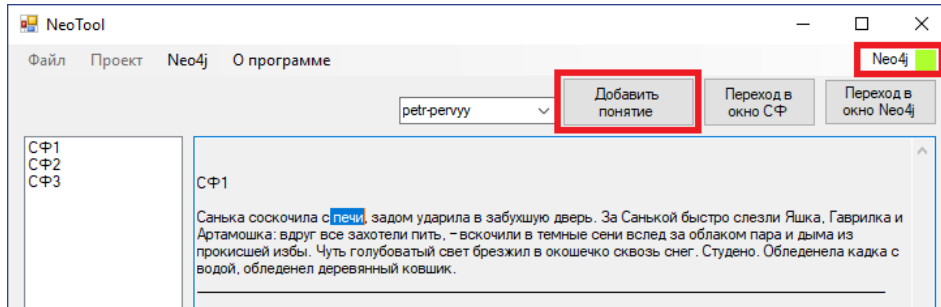 NeoTool
Файл Проект Neo4j О программе Neo4j
petr-pervyy
Добавить понятие
Переход в окно СФ
Переход в окно Neo4j
СФ1
СФ2
СФ3
СФ1
Санька соскочила с печи, задом ударила в забухшую дверь. За Санькой быстро слезли Яшка, Гаврилка и
Артамошка: вдруг все захотели пить, – вскочили в темные сени вслед за облаком пара и дыма из
прокисшей избы. Чуть голубоватый свет брезжил в окошечко сквозь снег. Студено. Обледенела кадка с
водой, обледенел деревянный ковшик.